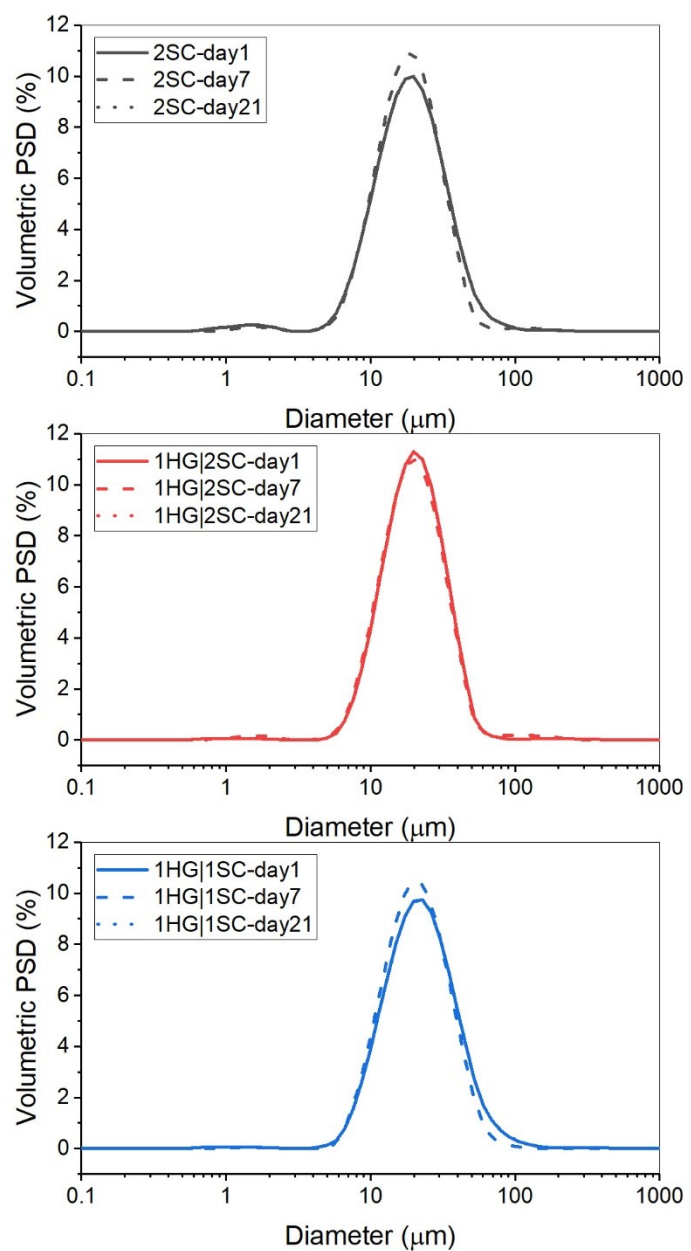 12
10
8
6
4
2
0
Volumetric PSD (%)
2SC-day1
2SC-day7
2SC-day21
0.1 1 10 100 1000
Diameter (μm)
12
10
8
6
4
2
0
Volumetric PSD (%)
1HG|2SC-day1
1HG|2SC-day7
1HG|2SC-day21
0.1 1 10 100 1000
Diameter (μm)
12
10
8
6
4
2
0
Volumetric PSD (%)
1HG|1SC-day1
1HG|1SC-day7
1HG|1SC-day21
0.1 1 10 100 1000
Diameter (μm)